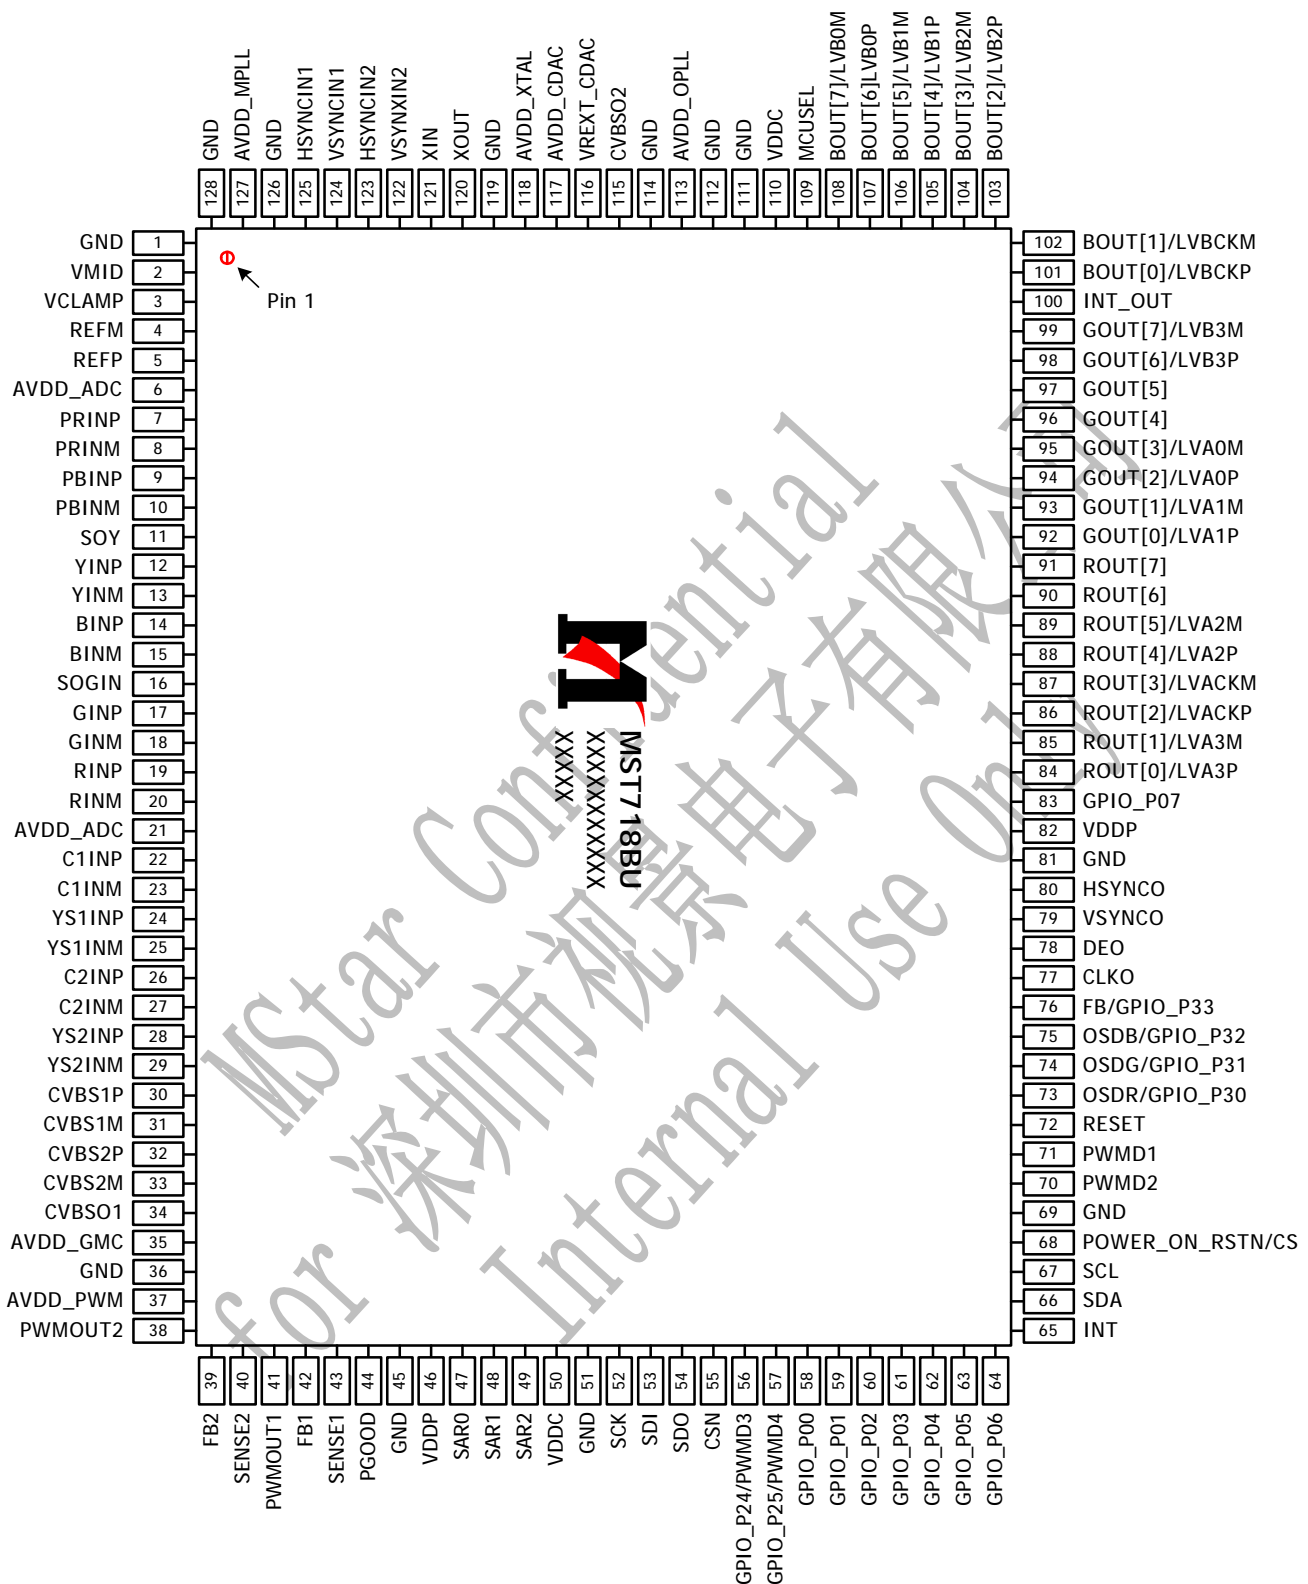 GND
AVDD_MPLL
GND
HSYNCIN1
VSYNCIN1
HSYNCIN2
VSYNXIN2
XIN
XOUT
GND
AVDD_XTAL
AVDD_CDAC
VREXT_CDAC
CVBSO2
GND
AVDD_OPLL
GND
GND
VDDC
MCUSEL
BOUT[7]/LVB0M
BOUT[6]LVB0P
BOUT[5]/LVB1M
BOUT[4]/LVB1P
BOUT[3]/LVB2M
BOUT[2]/LVB2P
128
127
126
125
124
123
122
121
120
119
118
117
116
115
114
113
112
111
110
109
108
107
106
105
104
103
GND 1
VMID 2
VCLAMP 3
REFM 4
REFP 5
AVDD_ADC 6
PRINP 7
PRINM 8
PBINP 9
PBINM 10
SOY 11
YINP 12
YINM 13
BINP 14
BINM 15
SOGIN 16
GINP 17
GINM 18
RINP 19
RINM 20
AVDD_ADC 21
C1INP 22
C1INM 23
YS1INP 24
YS1INM 25
C2INP 26
C2INM 27
YS2INP 28
YS2INM 29
CVBS1P 30
CVBS1M 31
CVBS2P 32
CVBS2M 33
CVBSO1 34
AVDD_GMC 35
GND 36
AVDD_PWM 37
PWMOUT2 38
Pin 1
MST718BU
XXXXXXXXXXX
XXXXX
MStar Confidential
for 深圳市视景电子有限公司
Internal Use Only
102 BOUT[1]/LVBCKM
101 BOUT[0]/LVBCKP
100 INT_OUT
99 GOUT[7]/LVB3M
98 GOUT[6]/LVB3P
97 GOUT[5]
96 GOUT[4]
95 GOUT[3]/LVA0M
94 GOUT[2]/LVA0P
93 GOUT[1]/LVA1M
92 GOUT[0]/LVA1P
91 ROUT[7]
90 ROUT[6]
89 ROUT[5]/LVA2M
88 ROUT[4]/LVA2P
87 ROUT[3]/LVACKM
86 ROUT[2]/LVACKP
85 ROUT[1]/LVA3M
84 ROUT[0]/LVA3P
83 GPIO_P07
82 VDDP
81 GND
80 HSYNCO
79 VSYNCO
78 DEO
77 CLKO
76 FB/GPIO_P33
75 OSDB/GPIO_P32
74 OSDG/GPIO_P31
73 OSDR/GPIO_P30
72 RESET
71 PWMD1
70 PWMD2
69 GND
68 POWER_ON_RSTN/CS
67 SCL
66 SDA
65 INT
39
40
41
42
43
44
45
46
47
48
49
50
51
52
53
54
55
56
57
58
59
60
61
62
63
64
FB2
SENSE2
PWMOUT1
FB1
SENSE1
PGOOD
GND
VDDP
SAR0
SAR1
SAR2
VDDC
GND
SCK
SDI
SDO
CSN
GPIO_P24/PWMD3
GPIO_P25/PWMD4
GPIO_P00
GPIO_P01
GPIO_P02
GPIO_P03
GPIO_P04
GPIO_P05
GPIO_P06